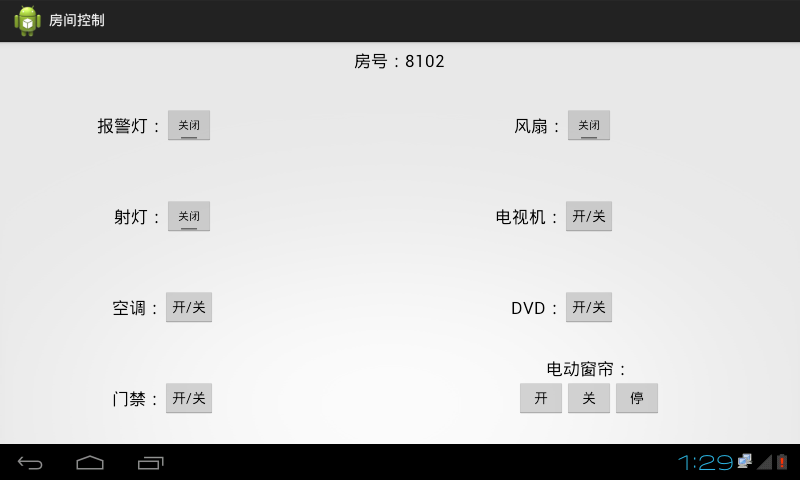 房间控制
房号：8102
报警灯： 关闭
风扇： 关闭
射灯： 关闭
电视机： 开/关
空调： 开/关
DVD： 开/关
电动窗帘：
门禁： 开/关
开 关 停
1:29